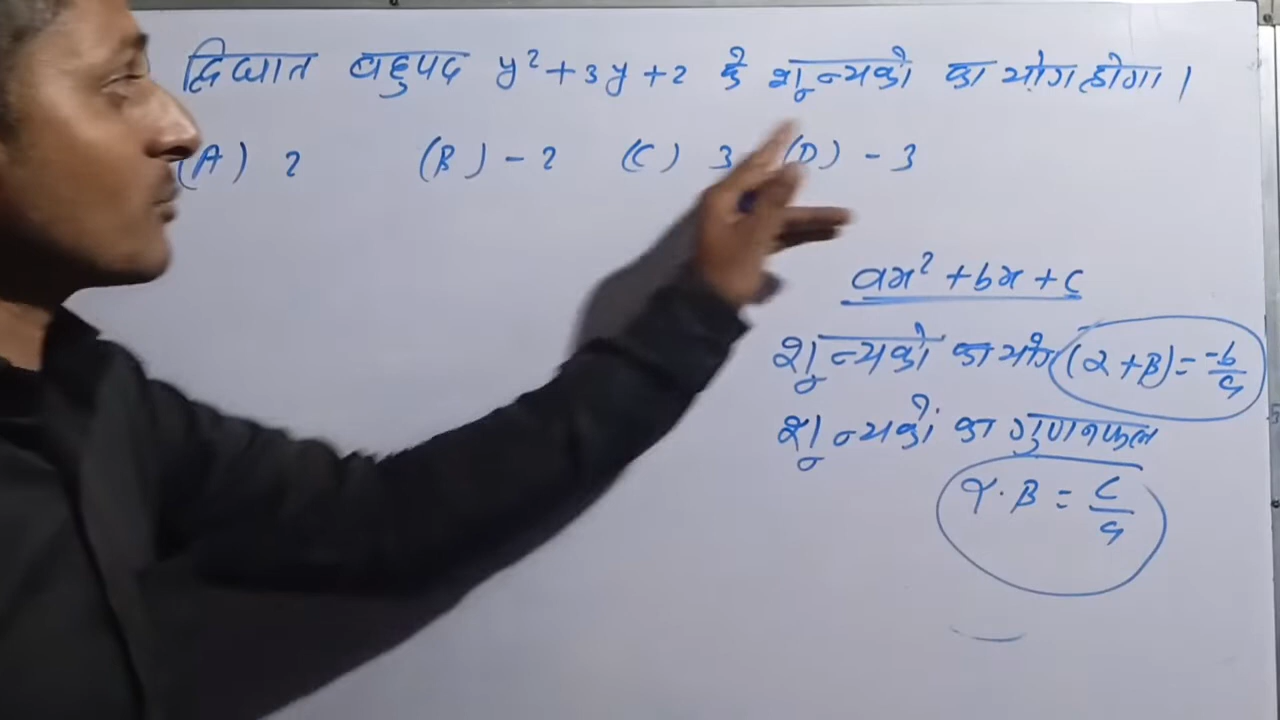 द्विघात बहुपद y² + 3y + 2 के शून्यको का योग होगा।
(A) 2 (B) - 2 (C) 3 (D) - 3
ax² + bx + c
शून्यको का योग (α + β) = -b/a
शून्यकों का गुणनफल
α · β = c/a